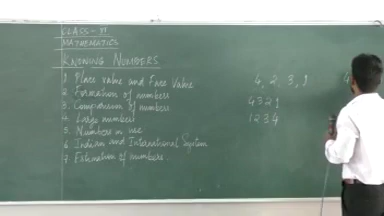 CLASS - VI
MATHEMATICS
KNOWING NUMBERS
1 Place value and Face Value
2. Formation of numbers
3. Comparison of numbers
4. Large numbers
5. Numbers in use
6 Indian and International System
7 Estimation of numbers
4, 2, 3, 1
4321
1234
4